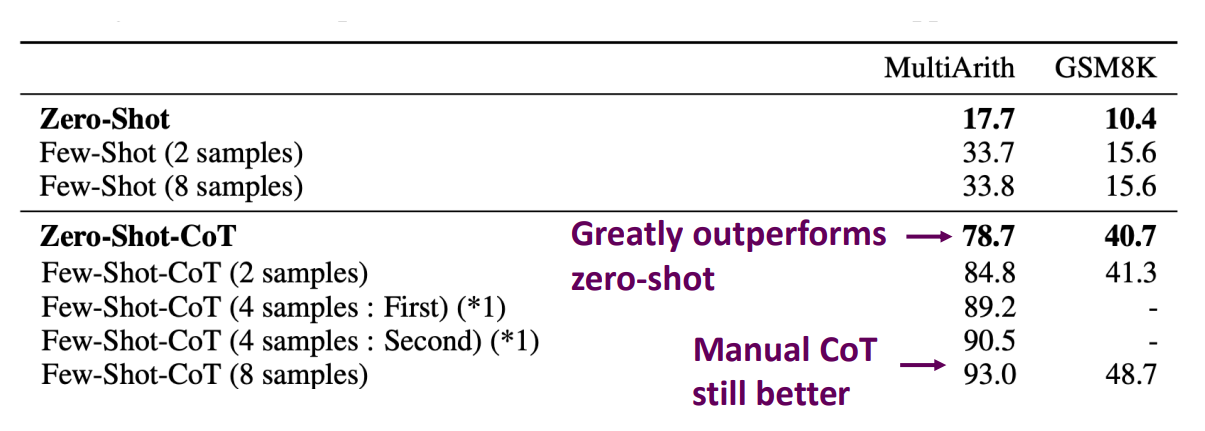 MultiArith GSM8K
Zero-Shot 17.7 10.4
Few-Shot (2 samples) 33.7 15.6
Few-Shot (8 samples) 33.8 15.6
Zero-Shot-CoT Greatly outperforms 78.7 40.7
zero-shot
Few-Shot-CoT (2 samples) 84.8 41.3
Few-Shot-CoT (4 samples : First) (*1) 89.2 -
Few-Shot-CoT (4 samples : Second) (*1) 90.5 -
Manual CoT
Few-Shot-CoT (8 samples) 93.0 48.7
still better